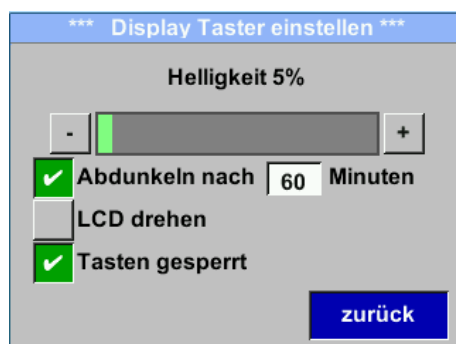 *** Display Taster einstellen ***
Helligkeit 5%
- +
Abdunkeln nach 60 Minuten
LCD drehen
Tasten gesperrt
zurück